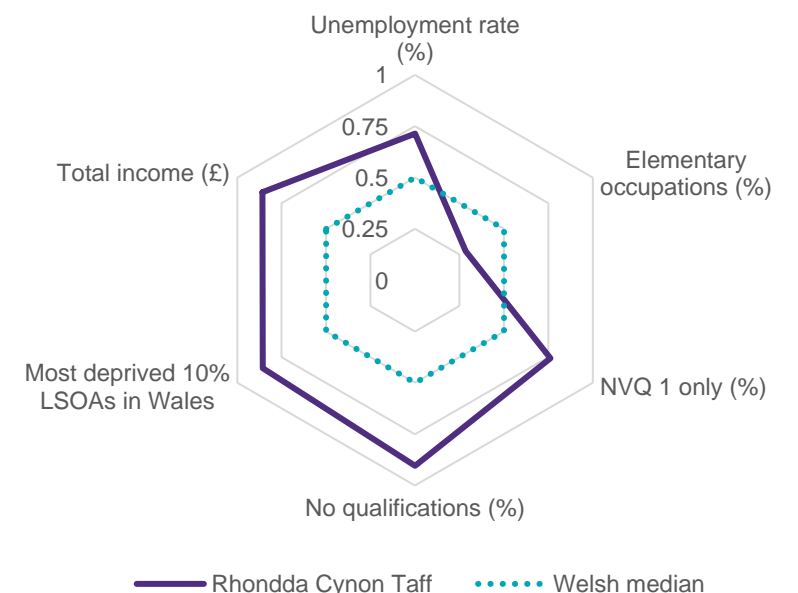 Unemployment rate
(%)
1
0.75
0.5
0.25
0
Elementary
occupations (%)
NVQ 1 only (%)
No qualifications (%)
Most deprived 10%
LSOAs in Wales
Total income (£)
Rhondda Cynon Taff
Welsh median